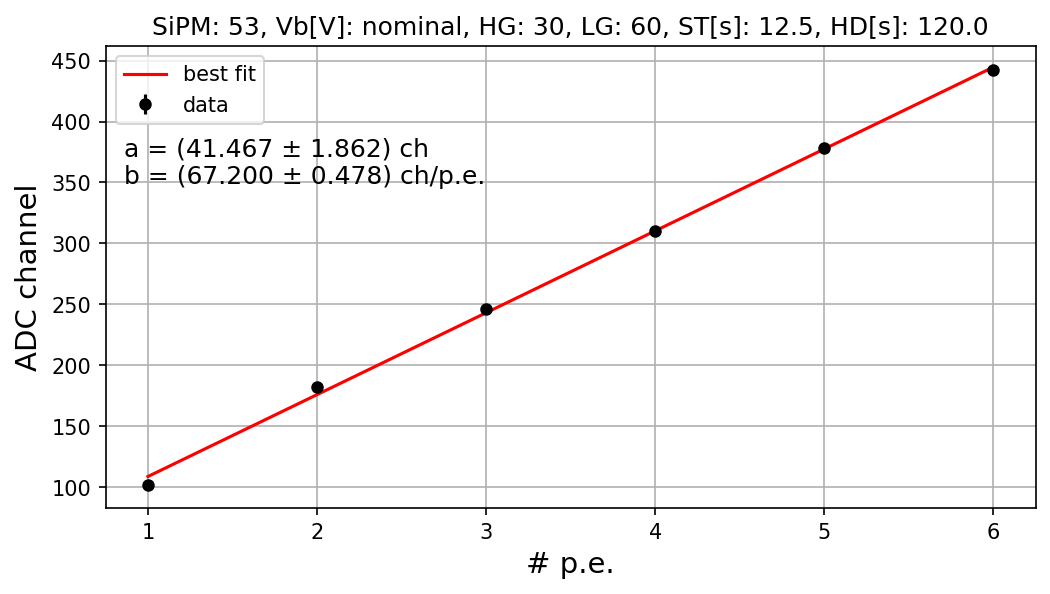 SiPM: 53, Vb[V]: nominal, HG: 30, LG: 60, ST[s]: 12.5, HD[s]: 120.0
best fit
data
a = (41.467 ± 1.862) ch
b = (67.200 ± 0.478) ch/p.e.
ADC channel
450
400
350
300
250
200
150
100
1 2 3 4 5 6
# p.e.